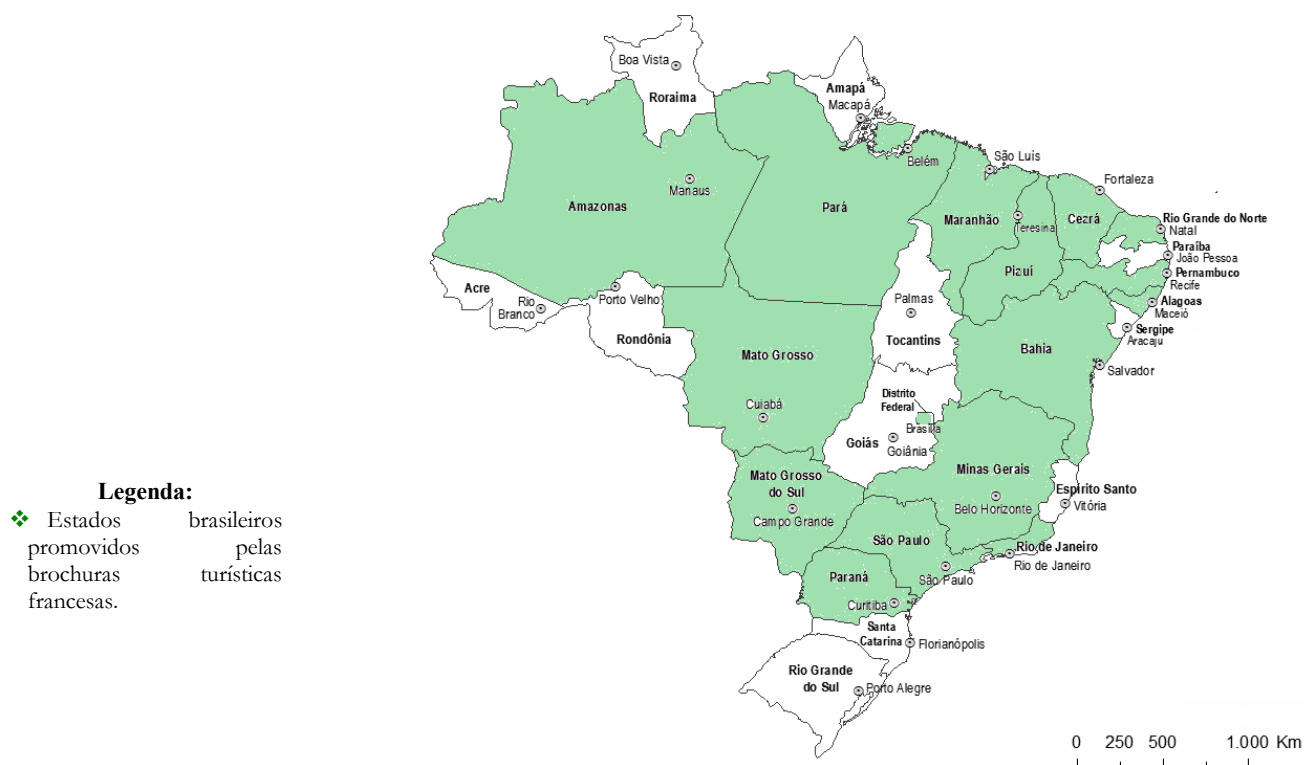 Boa Vista
Roraima
Amapá
Macapá
Belém
São Luis
Fortaleza
Manaus
Amazonas
Pará
Maranhão
Teresina
Ceará
Rio Grande do Norte
Natal
Paraíba
João Pessoa
Pernambuco
Recife
Piauí
Alagoas
Maceió
Sergipe
Aracaju
Acre
Rio
Branco
Porto Velho
Rondônia
Palmas
Tocantins
Mato Grosso
Cuiabá
Bahia
Salvador
Distrito
Federal
Brasília
Goiás
Goiânia
Minas Gerais
Belo Horizonte
Espírito Santo
Vitória
Mato Grosso
do Sul
Campo Grande
São Paulo
São Paulo
Rio de Janeiro
Rio de Janeiro
Paraná
Curitiba
Santa
Catarina
Florianópolis
Rio Grande
do Sul
Porto Alegre
Legenda:
❖ Estados brasileiros
promovidos pelas
brochuras turísticas
francesas.
0 250 500 1.000 Km